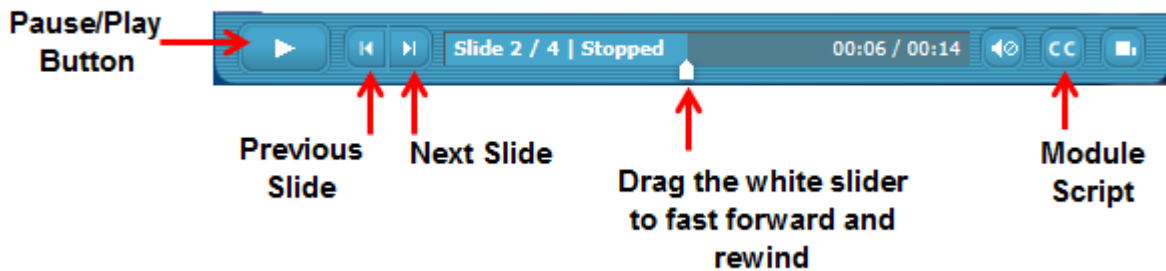 Pause/Play
Button
Slide 2 / 4 | Stopped
00:06 / 00:14
CC
Previous
Slide
Next Slide
Drag the white slider
to fast forward and
rewind
Module
Script